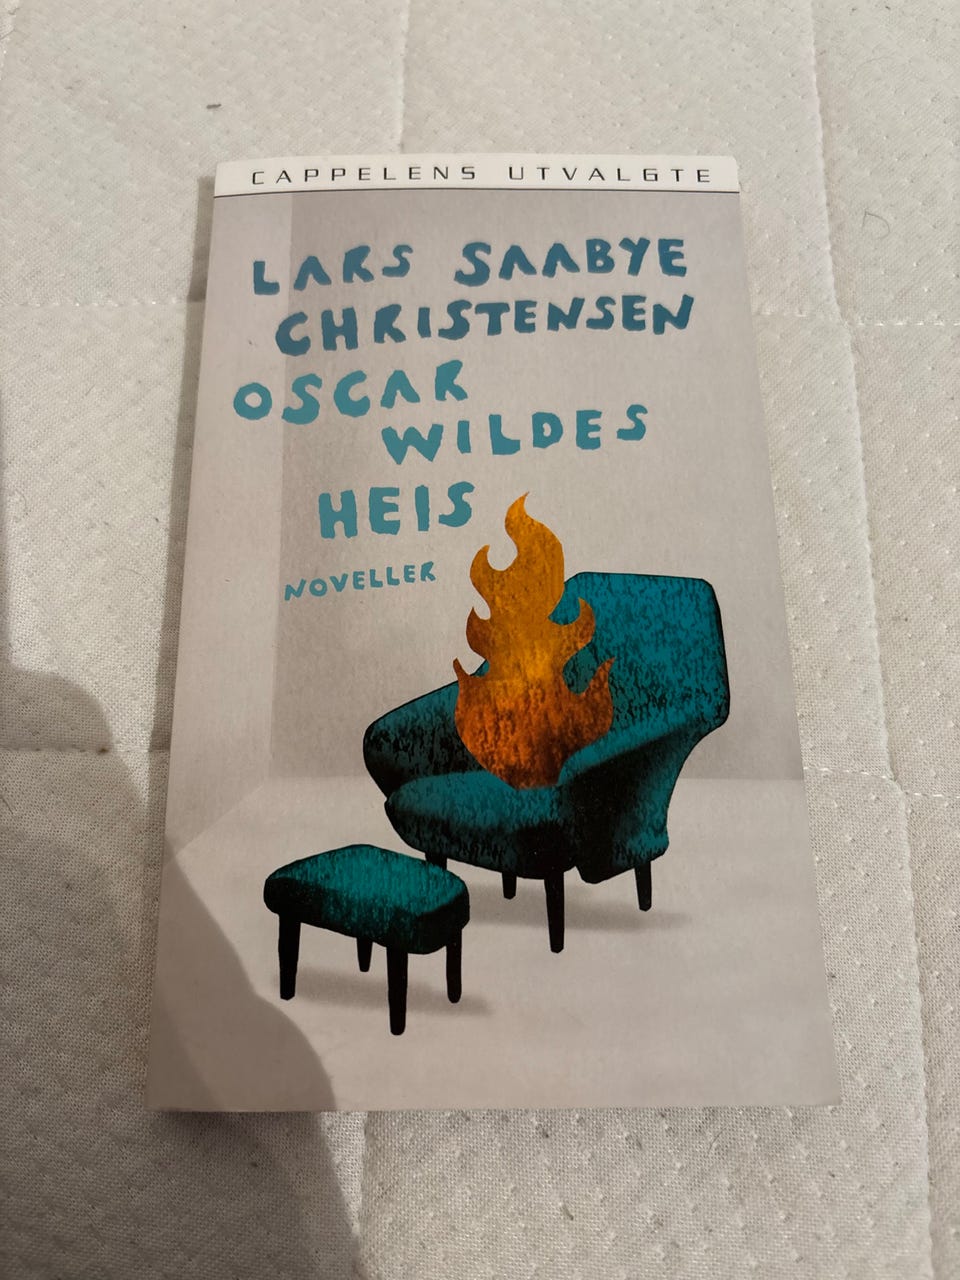 CAPPELENS UTVALGTE
LARS SAABYE
CHRISTENSEN
OSCAR
WILDES
HEIS
NOVELLER